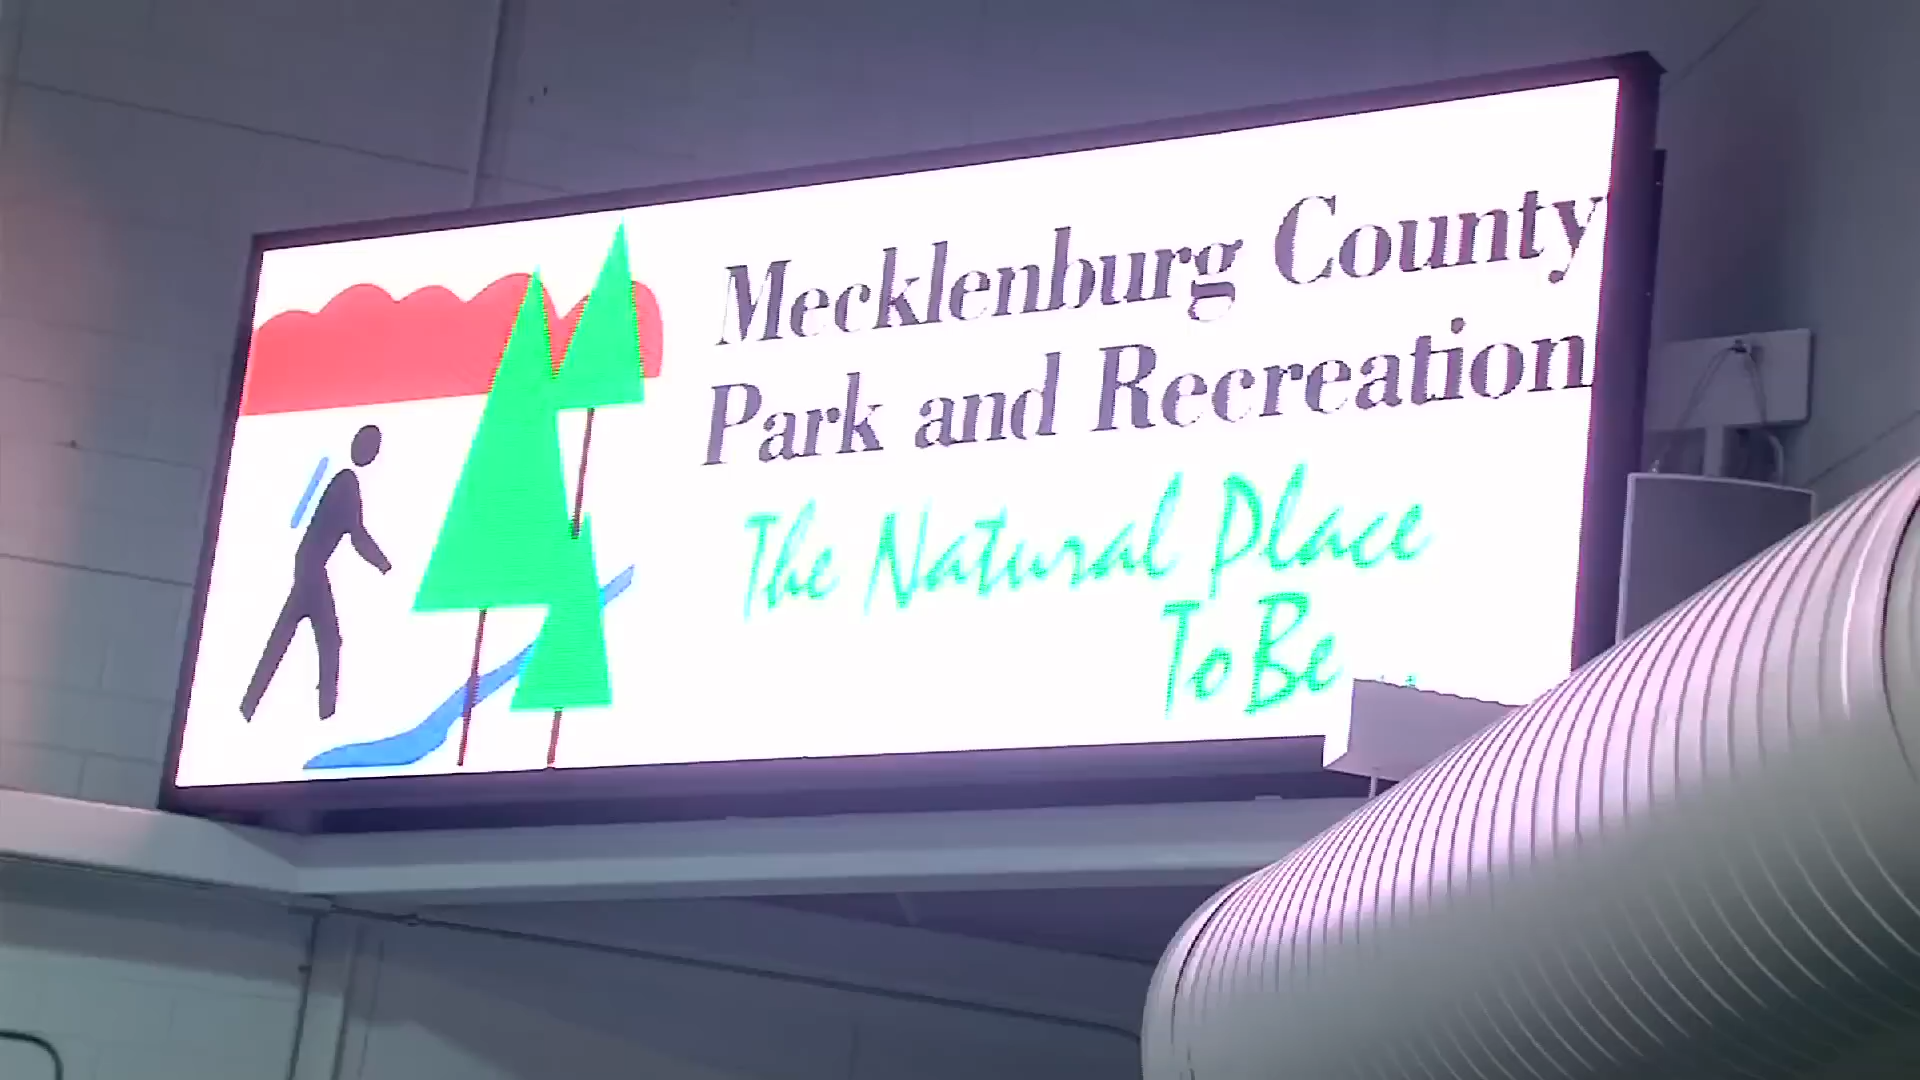 Mecklenburg County
Park and Recreation
The Natural Place
To Be